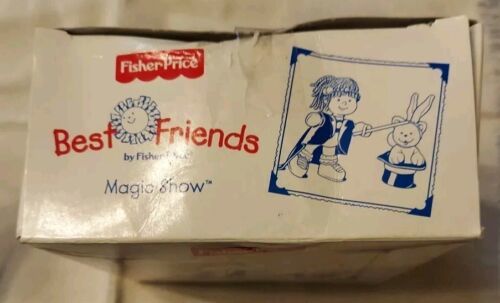 Fisher-Price
Best Friends
by Fisher-Price
Magic Show™